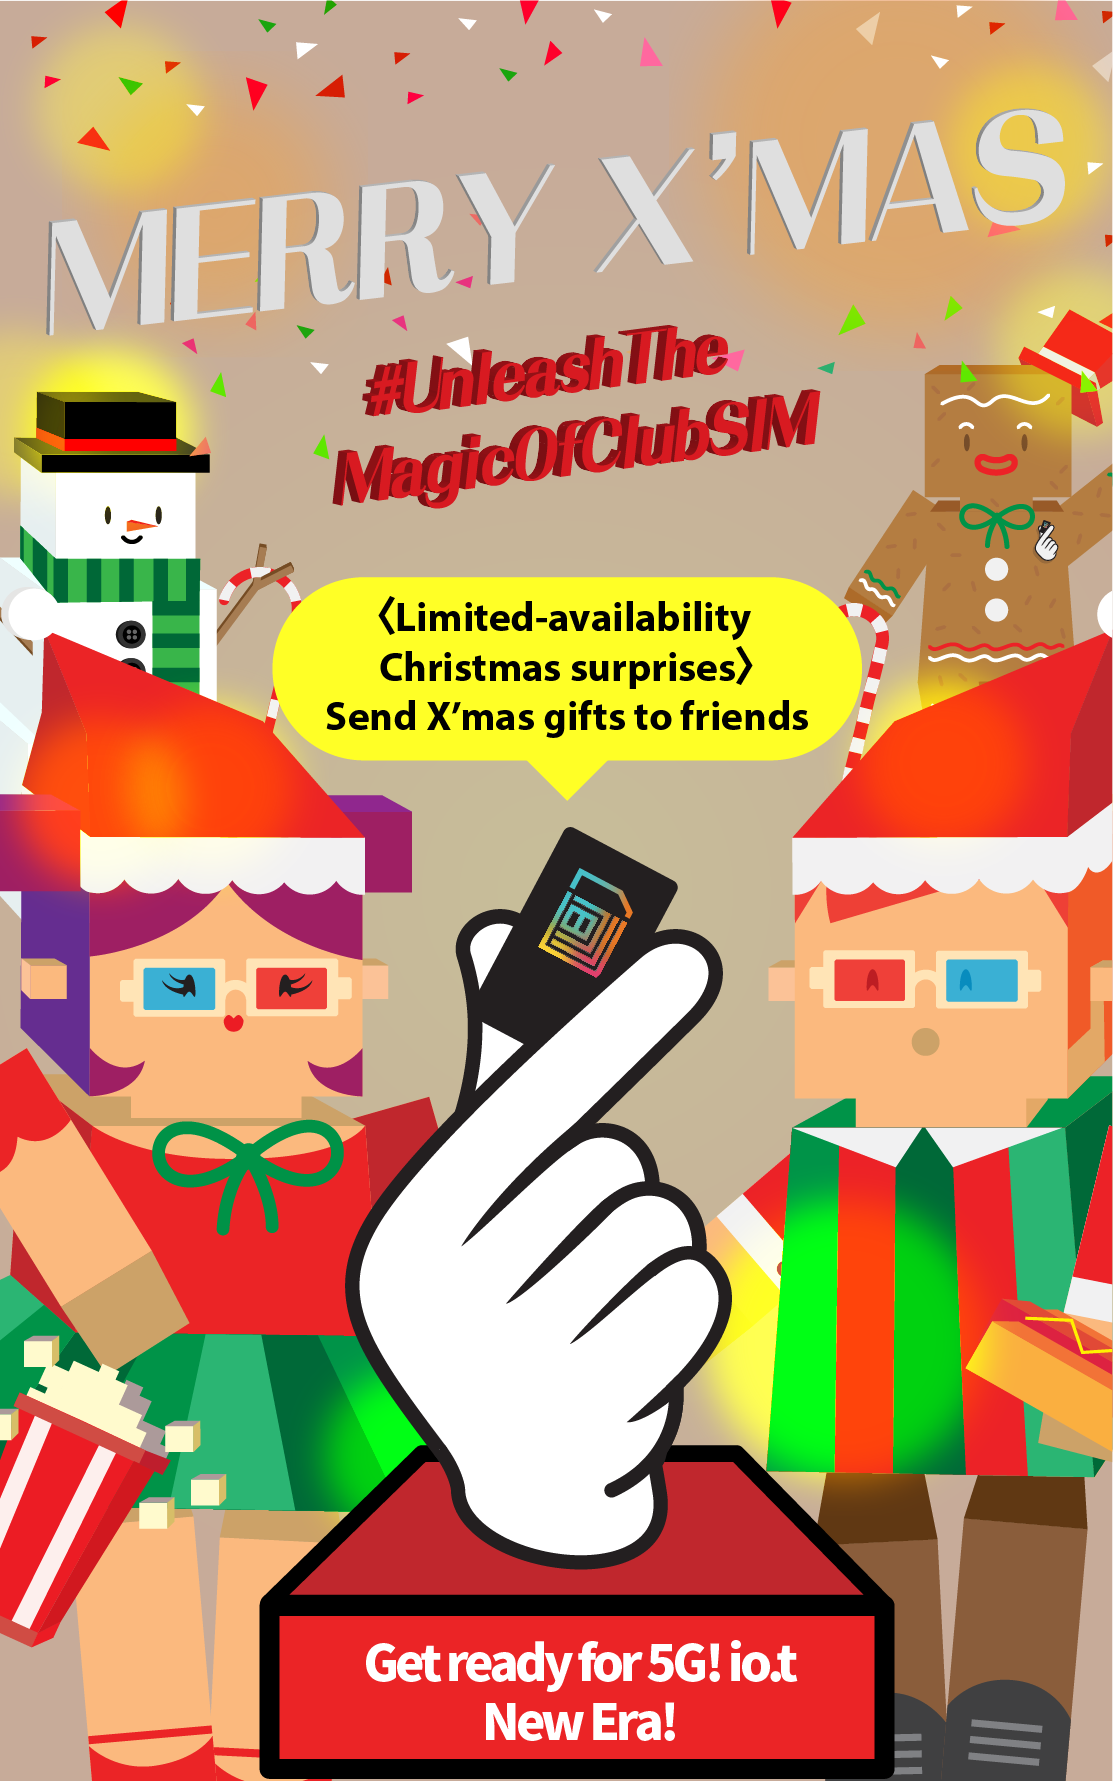 MERRY X’MAS
#UnleashThe
MagicOfClubSIM
〈Limited-availability
Christmas surprises〉
Send X’mas gifts to friends
Get ready for 5G! io.t
New Era!